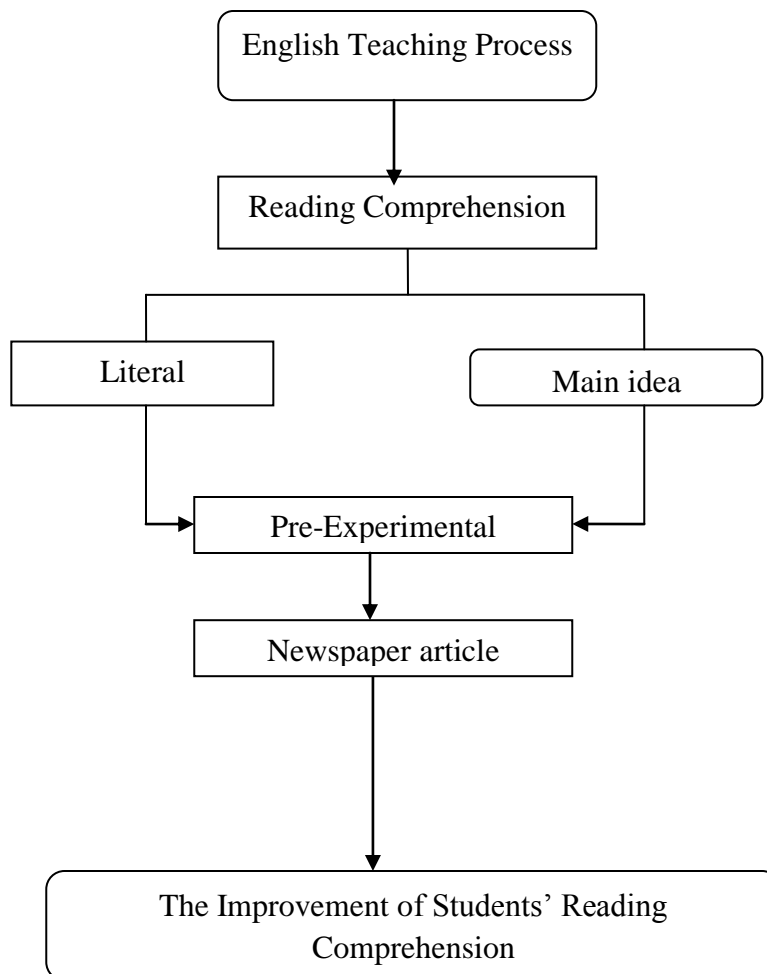 English Teaching Process
Reading Comprehension
Literal
Main idea
Pre-Experimental
Newspaper article
The Improvement of Students’ Reading
Comprehension